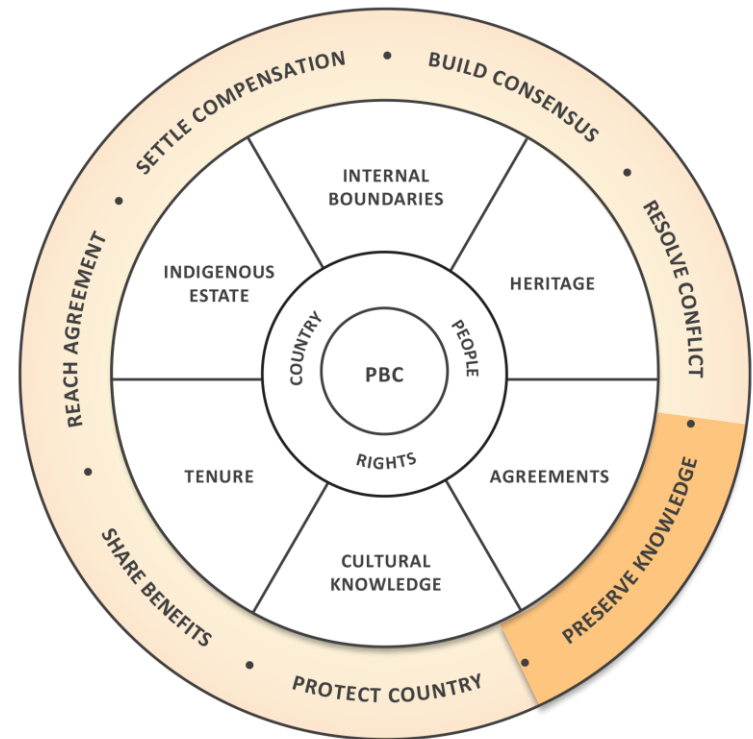 SETTLE COMPENSATION • BUILD CONSENSUS • RESOLVE CONFLICT • PRESERVE KNOWLEDGE • PROTECT COUNTRY • SHARE BENEFITS • REACH AGREEMENT •
INTERNAL
BOUNDARIES
HERITAGE
AGREEMENTS
CULTURAL
KNOWLEDGE
TENURE
INDIGENOUS
ESTATE
COUNTRY
PEOPLE
RIGHTS
PBC